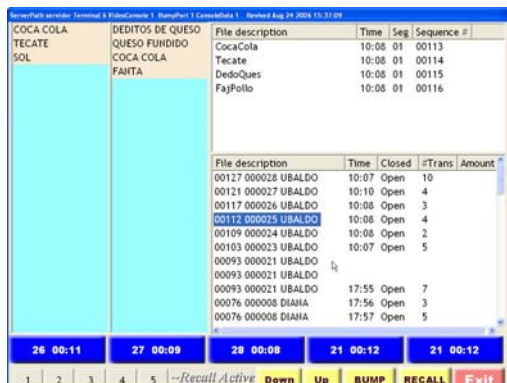 ServerPath servidor Terminal 6 VideoConsole 1 BumpPort 1 ConsoleData 1 Revised Aug 24 2006 15:37:09
COCA COLA
TECATE
SOL
DEDITOS DE QUESO
QUESO FUNDIDO
COCA COLA
FANTA
File description Time Seg Sequence #
CocaCola 10:08 01 00113
Tecate 10:08 01 00114
DedoQues 10:08 01 00115
FajPollo 10:08 01 00116
File description Time Closed #Trans Amount
00127 000028 UBALDO 10:07 Open 10
00121 000027 UBALDO 10:10 Open 4
00117 000026 UBALDO 10:08 Open 3
00112 000025 UBALDO 10:08 Open 4
00109 000024 UBALDO 10:08 Open 2
00103 000023 UBALDO 10:07 Open 5
00093 000021 UBALDO
00093 000021 UBALDO
00093 000021 UBALDO 17:55 Open 7
00076 000008 DIANA 17:56 Open 3
00076 000008 DIANA 17:57 Open 5
26 00:11 27 00:09 28 00:08 21 00:12 21 00:12
1 2 3 4 5 ~Recall Active Down Up BUMP RECALL Exit